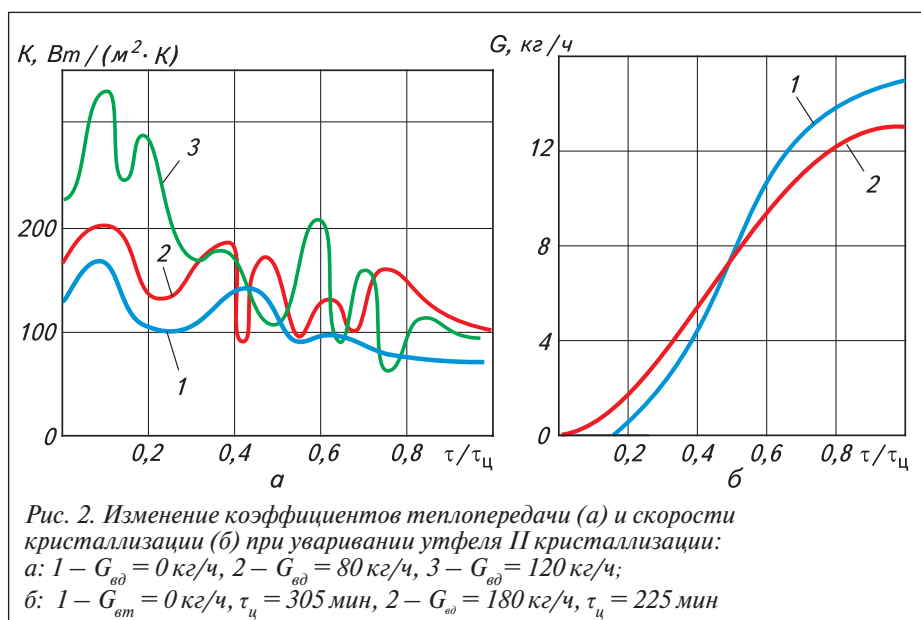 K, Вт/(м²·К)
200
100
0
0,2 0,4 0,6 0,8 τ/τц
3
2
1
а
G, кг/ч
12
8
4
0
0,2 0,4 0,6 0,8 τ/τц
1
2
б
Рис. 2. Изменение коэффициентов теплопередачи (а) и скорости
кристаллизации (б) при уваривании утфеля II кристаллизации:
а: 1 – Gвд = 0 кг/ч, 2 – Gвд = 80 кг/ч, 3 – Gвд = 120 кг/ч;
б: 1 – Gвт = 0 кг/ч, τц = 305 мин, 2 – Gвд = 180 кг/ч, τц = 225 мин